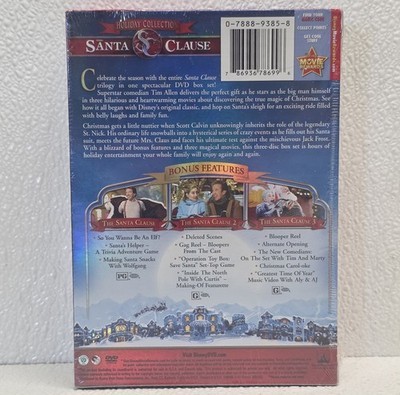 HOLIDAY COLLECTION
THE
SANTA CLAUSE
0-7888-9385-8
7 86936 78699
MOVIE
REWARDS
Celebrate the season with the entire Santa Clause
trilogy in one spectacular DVD box set!
Superstar comedian Tim Allen delivers the perfect gift as he stars as the big man himself
in three hilarious and heartwarming movies about discovering the true magic of Christmas. See
how it all began with Disney's original classic, and hop on Santa's sleigh for an exciting ride filled
with belly laughs and family fun.
Christmas gets a little nuttier when Scott Calvin unknowingly inherits the role of the legendary
St. Nick. His ordinary life snowballs into a hysterical series of crazy events as he fills out his Santa
suit, meets the future Mrs. Claus and faces his ultimate test against the mischievous Jack Frost.
With a blizzard of bonus features and three magical movies, this three-disc box set is hours of
holiday entertainment your whole family will enjoy again and again.
BONUS FEATURES
THE SANTA CLAUSE
THE SANTA CLAUSE 2
THE SANTA CLAUSE 3
• So You Wanna Be An Elf?
• Santa's Helper –
A Trivia Adventure Game
• Making Santa Snacks
With Wolfgang
PG
• Deleted Scenes
• Gag Reel – Bloopers
From The Cast
• "Operation Toy Box:
Save Santa" Set-Top Game
• "Inside The North
Pole With Curtis" –
Making-Of Featurette
G
• Blooper Reel
• Alternate Opening
• The New Comedians:
On The Set With Tim And Marty
• Christmas Carol-oke
• "Greatest Time Of Year"
Music Video With Aly & AJ
G
Visit DisneyDVD.com
DVD